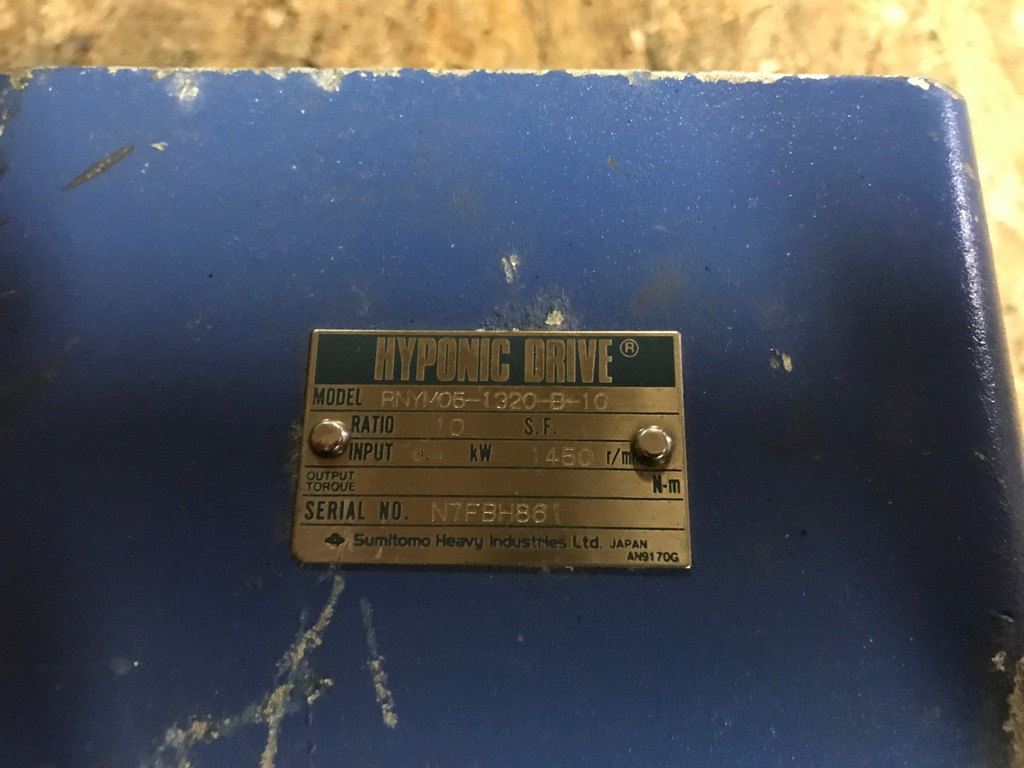 HYPONIC DRIVE®
MODEL RNYM05-1320-B-10
RATIO 10 S.F.
INPUT kW 1450 r/min
OUTPUT TORQUE N-m
SERIAL NO. N7FBH861
Sumitomo Heavy Industries, Ltd. JAPAN
AN9170G